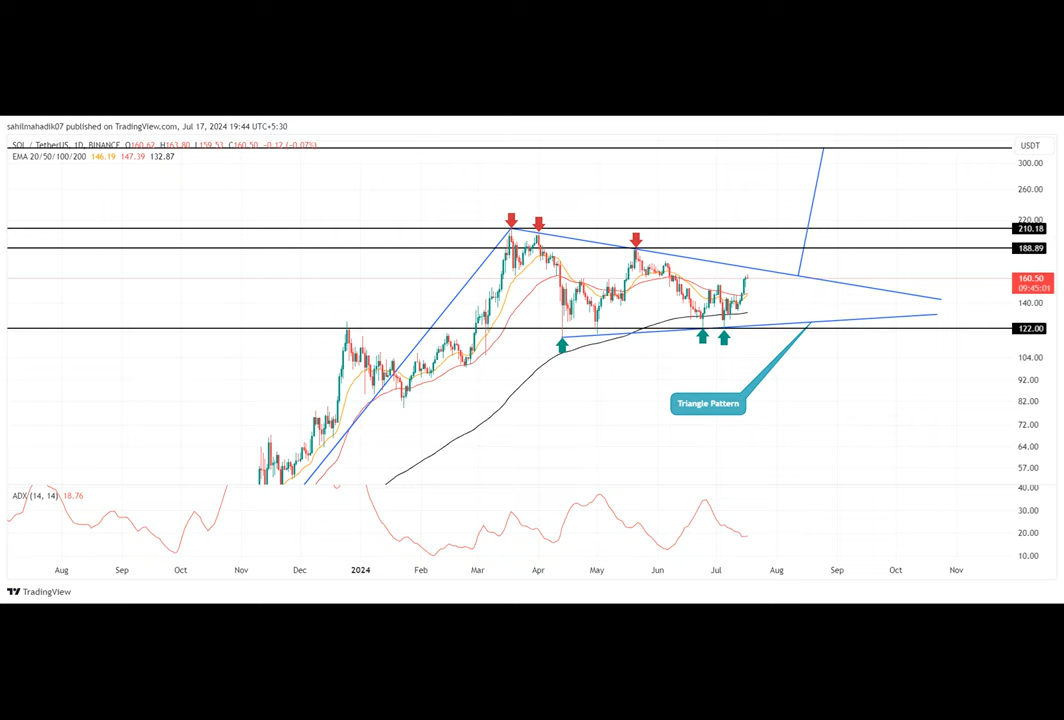 sahilmahadik07 published on TradingView.com, Jul 17, 2024 19:44 UTC+5:30
SOL / TetherUS, 1D, BINANCE O160.62 H163.80 L159.53 C160.50 -0.12 (-0.07%)
USDT
EMA 20/50/100/200 146.19 147.39 132.87
300.00
260.00
220.00
210.18
188.89
160.50
09:45:01
140.00
122.00
104.00
92.00
82.00
72.00
64.00
57.00
Triangle Pattern
ADX (14, 14) 18.76
40.00
30.00
20.00
10.00
Aug Sep Oct Nov Dec 2024 Feb Mar Apr May Jun Jul Aug Sep Oct Nov
TradingView